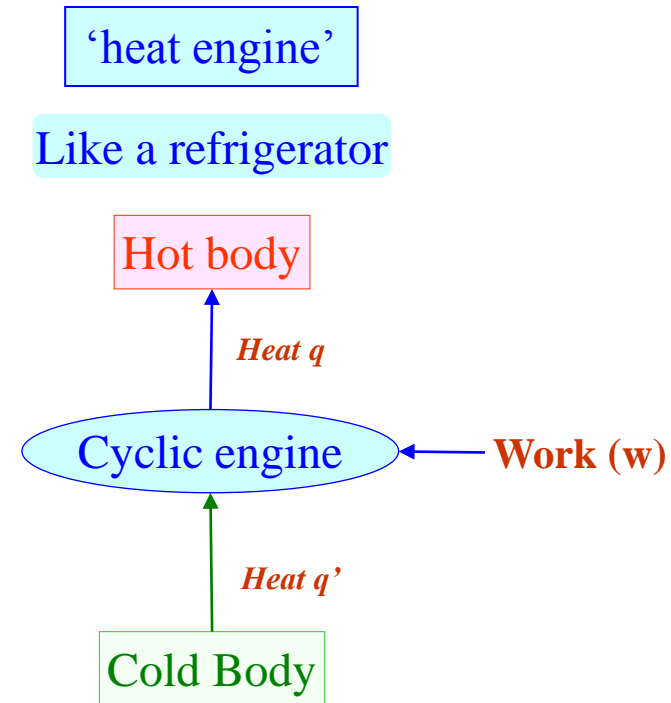 ‘heat engine’
Like a refrigerator
Hot body
Heat q
Cyclic engine
Work (w)
Heat q’
Cold Body